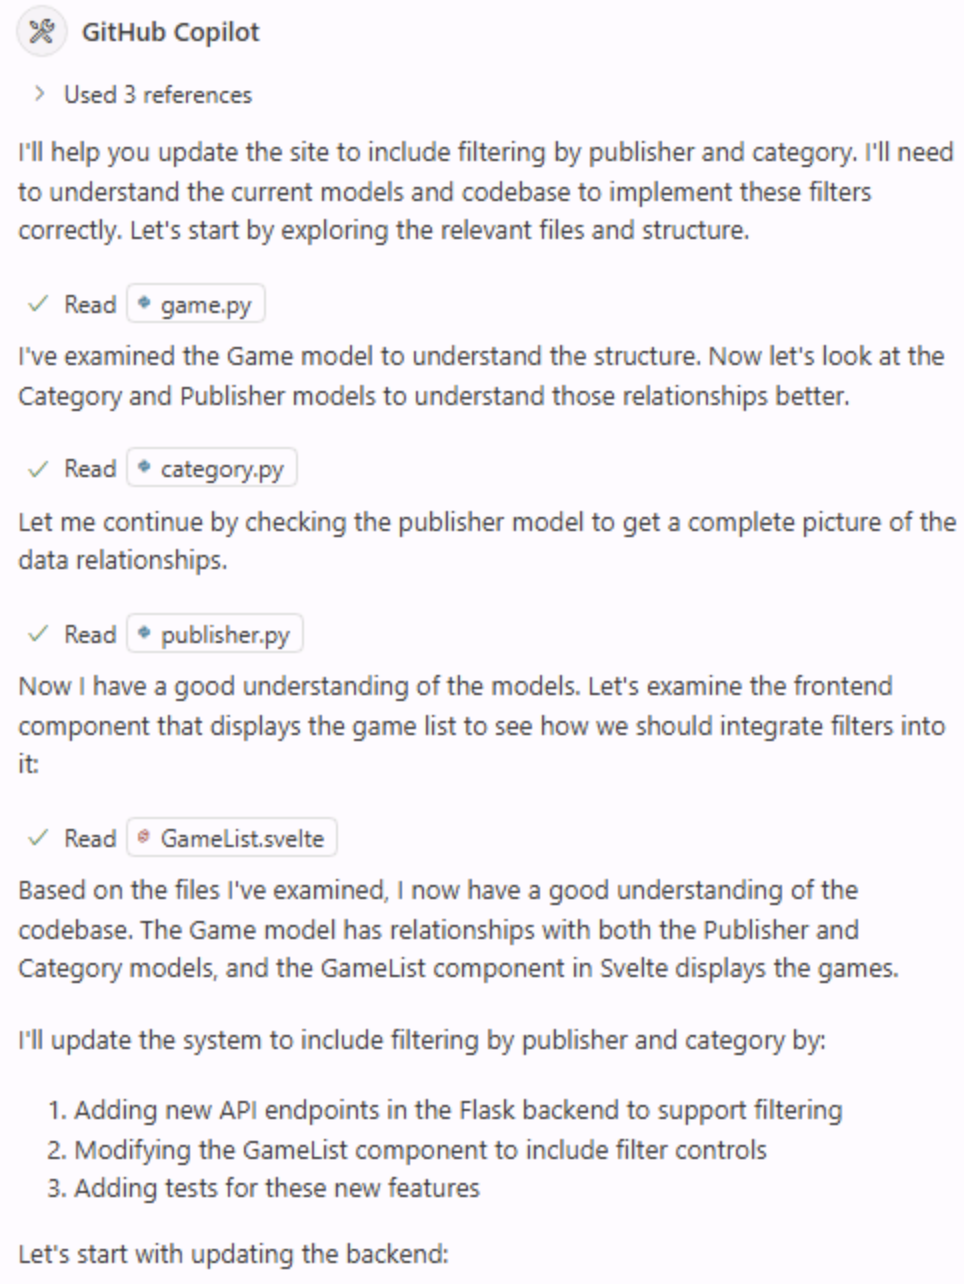 GitHub Copilot
Used 3 references
I'll help you update the site to include filtering by publisher and category. I'll need
to understand the current models and codebase to implement these filters
correctly. Let's start by exploring the relevant files and structure.
Read game.py
I've examined the Game model to understand the structure. Now let's look at the
Category and Publisher models to understand those relationships better.
Read category.py
Let me continue by checking the publisher model to get a complete picture of the
data relationships.
Read publisher.py
Now I have a good understanding of the models. Let's examine the frontend
component that displays the game list to see how we should integrate filters into
it:
Read GameList.svelte
Based on the files I've examined, I now have a good understanding of the
codebase. The Game model has relationships with both the Publisher and
Category models, and the GameList component in Svelte displays the games.
I'll update the system to include filtering by publisher and category by:
1. Adding new API endpoints in the Flask backend to support filtering
2. Modifying the GameList component to include filter controls
3. Adding tests for these new features
Let's start with updating the backend: